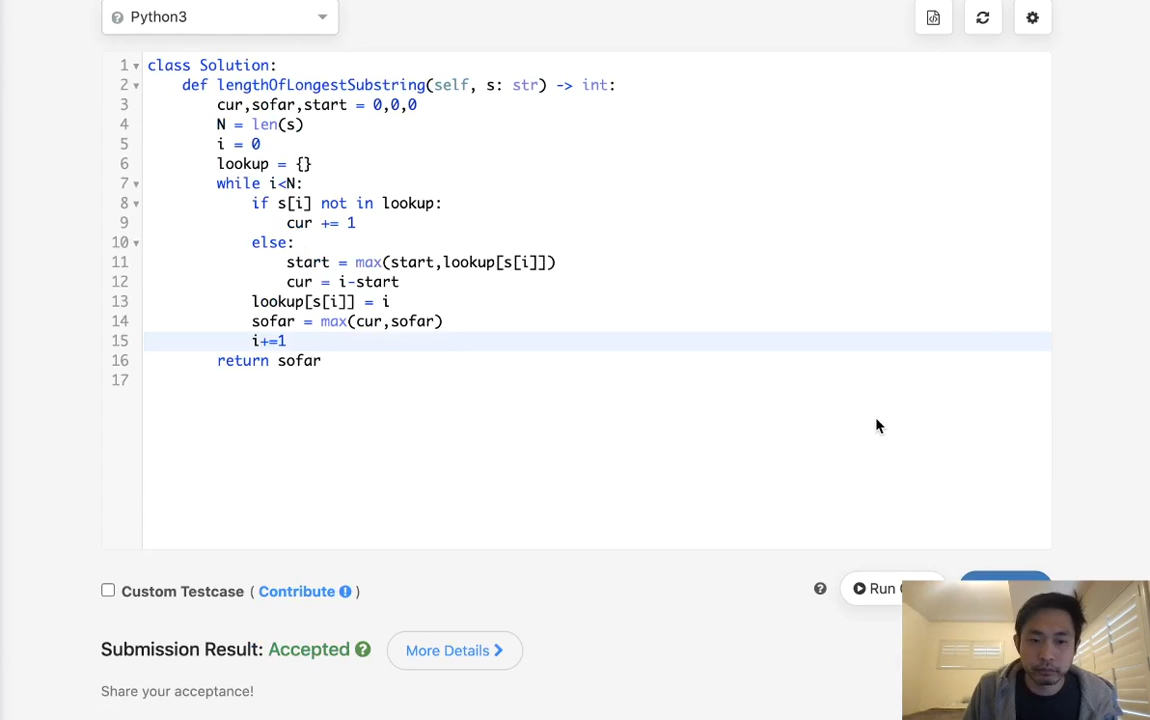 Python3
1 class Solution:
2     def lengthOfLongestSubstring(self, s: str) -> int:
3         cur,sofar,start = 0,0,0
4         N = len(s)
5         i = 0
6         lookup = {}
7         while i<N:
8             if s[i] not in lookup:
9                 cur += 1
10             else:
11                 start = max(start,lookup[s[i]])
12                 cur = i-start
13             lookup[s[i]] = i
14             sofar = max(cur,sofar)
15             i+=1
16         return sofar
17
Custom Testcase ( Contribute )
Run
Submission Result: Accepted
More Details
Share your acceptance!